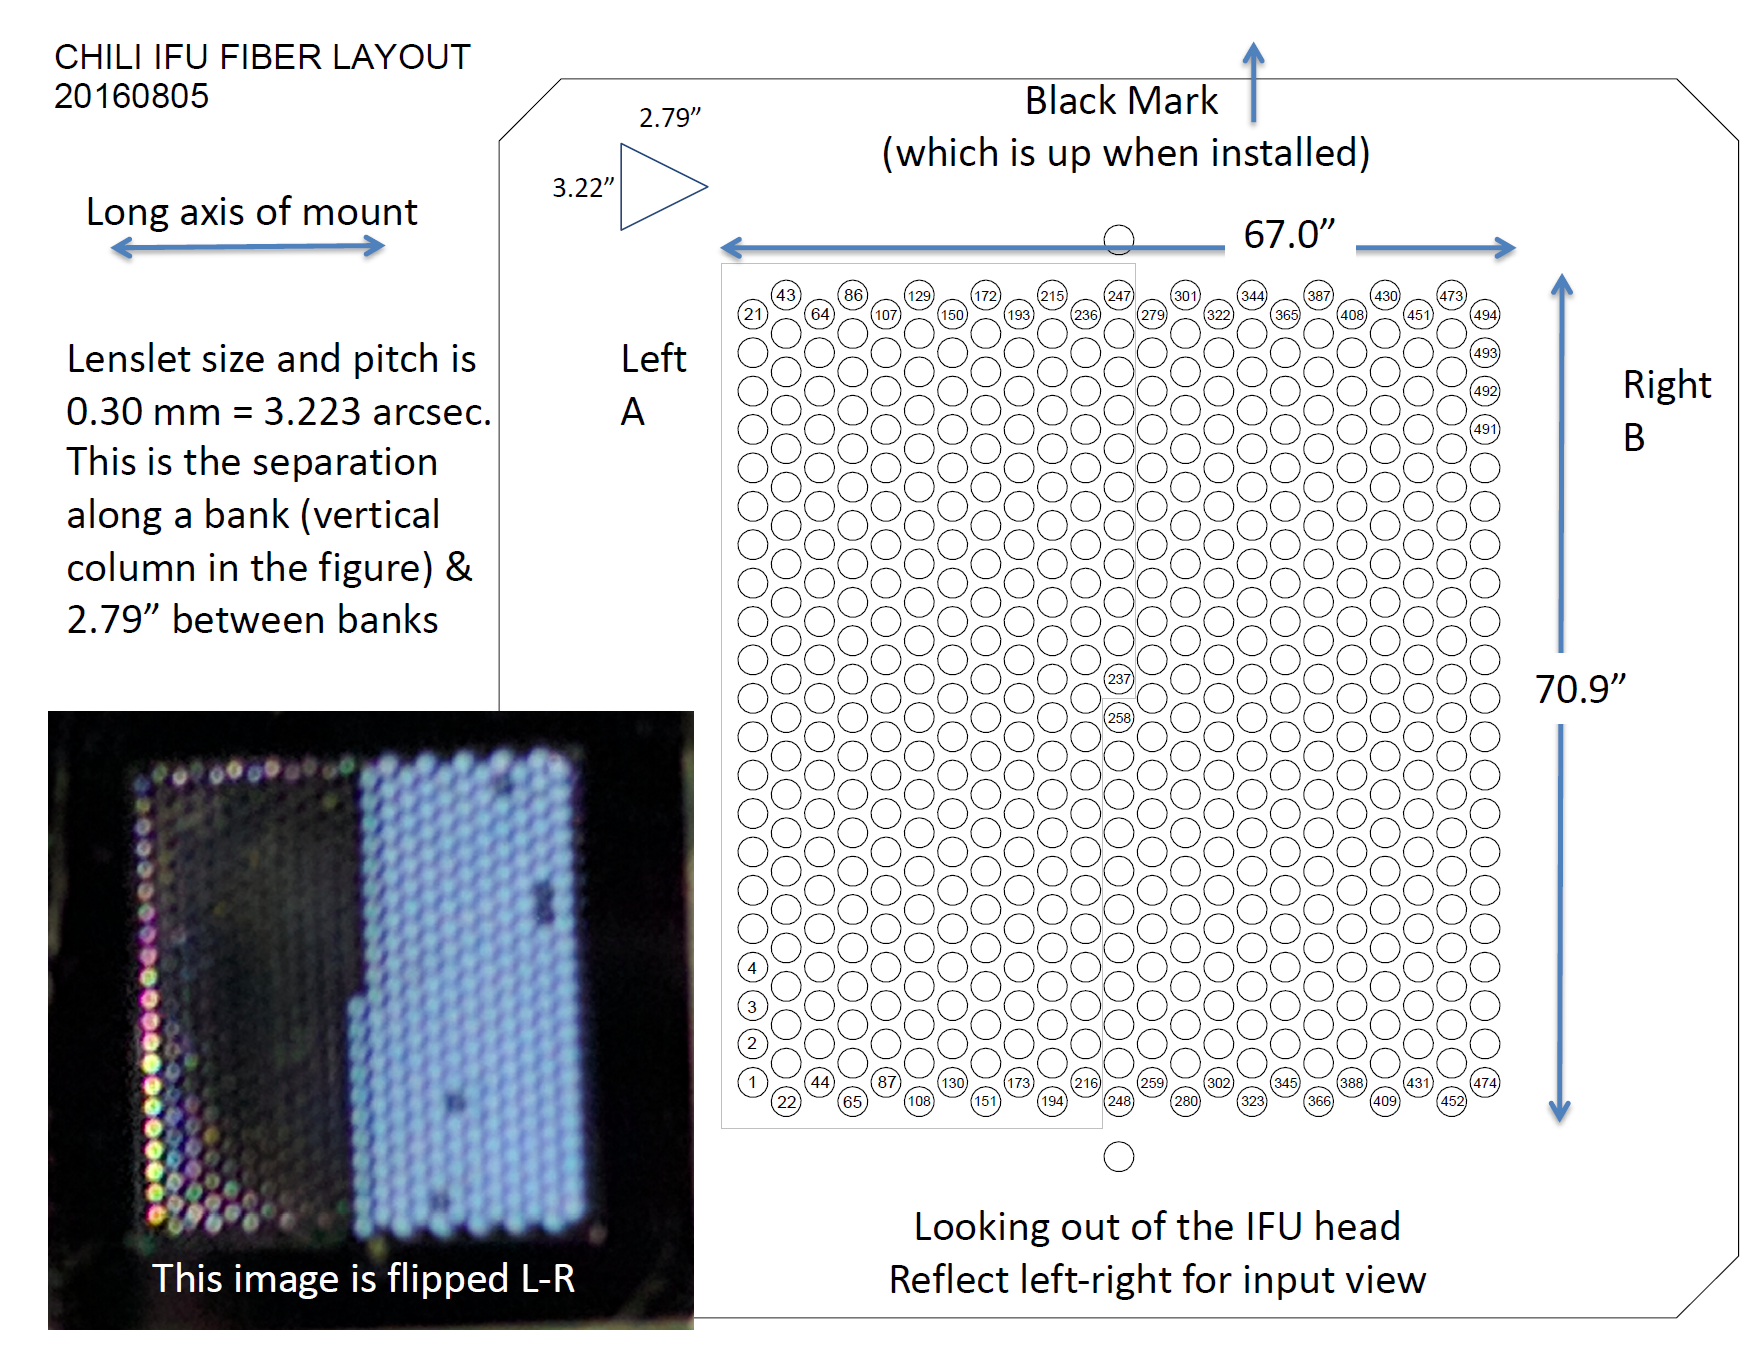 CHILI IFU FIBER LAYOUT
20160805
2.79”
3.22”
Black Mark
(which is up when installed)
Long axis of mount
67.0”
43 86 129 172 215 247 301 344 387 430 473
21 64 107 150 193 236 279 322 365 408 451 494
493
492
491
Left
A
Right
B
Lenslet size and pitch is
0.30 mm = 3.223 arcsec.
This is the separation
along a bank (vertical
column in the figure) &
2.79” between banks
237
258
70.9”
4
3
2
1 44 87 130 173 216 259 302 345 388 431 474
22 65 108 151 194 248 280 323 366 409 452
Looking out of the IFU head
Reflect left-right for input view
This image is flipped L-R